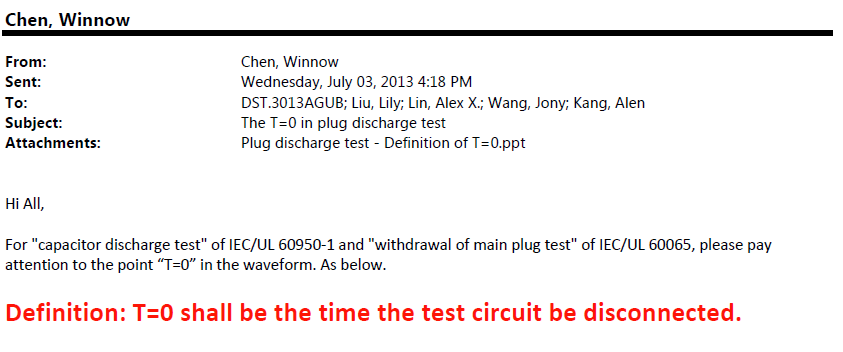 Chen, Winnow
From: Chen, Winnow
Sent: Wednesday, July 03, 2013 4:18 PM
To: DST.3013AGUB; Liu, Lily; Lin, Alex X.; Wang, Jony; Kang, Alen
Subject: The T=0 in plug discharge test
Attachments: Plug discharge test - Definition of T=0.ppt
Hi All,
For "capacitor discharge test" of IEC/UL 60950-1 and "withdrawal of main plug test" of IEC/UL 60065, please pay
attention to the point “T=0” in the waveform. As below.
Definition: T=0 shall be the time the test circuit be disconnected.